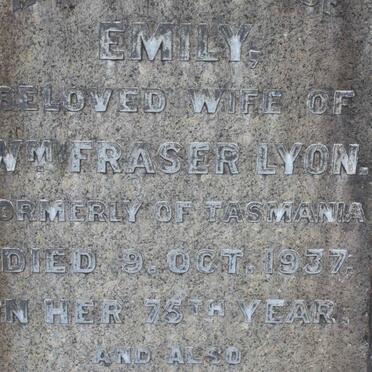 EMILY,
BELOVED WIFE OF
WM FRASER LYON.
FORMERLY OF TASMANIA
DIED 9. OCT. 1937.
IN HER 75TH YEAR.
AND ALSO